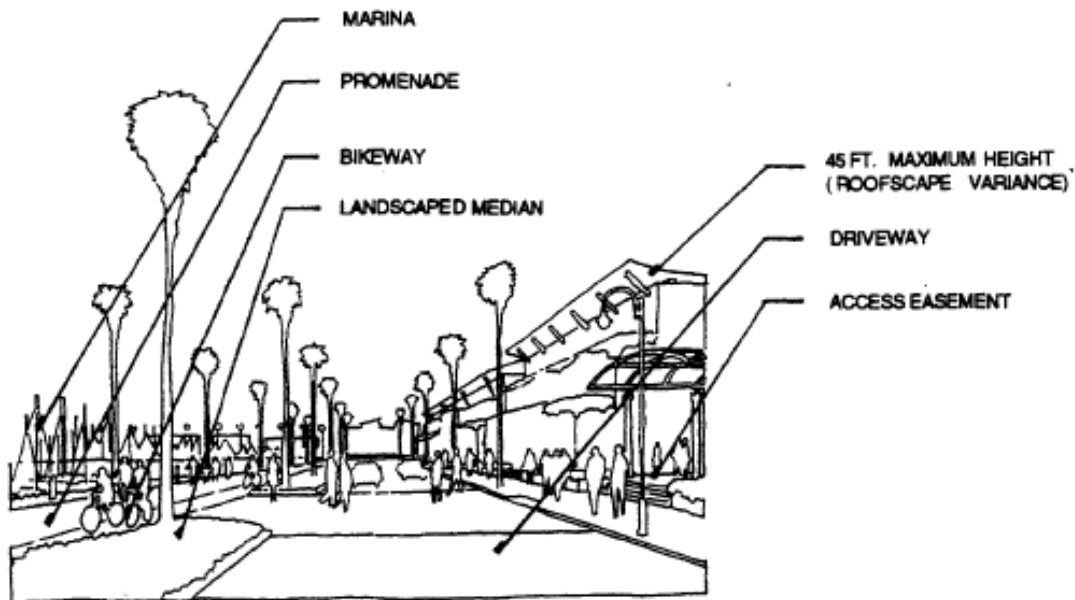 MARINA
PROMENADE
BIKEWAY
LANDSCAPED MEDIAN
45 FT. MAXIMUM HEIGHT
(ROOFSCAPE VARIANCE)
DRIVEWAY
ACCESS EASEMENT